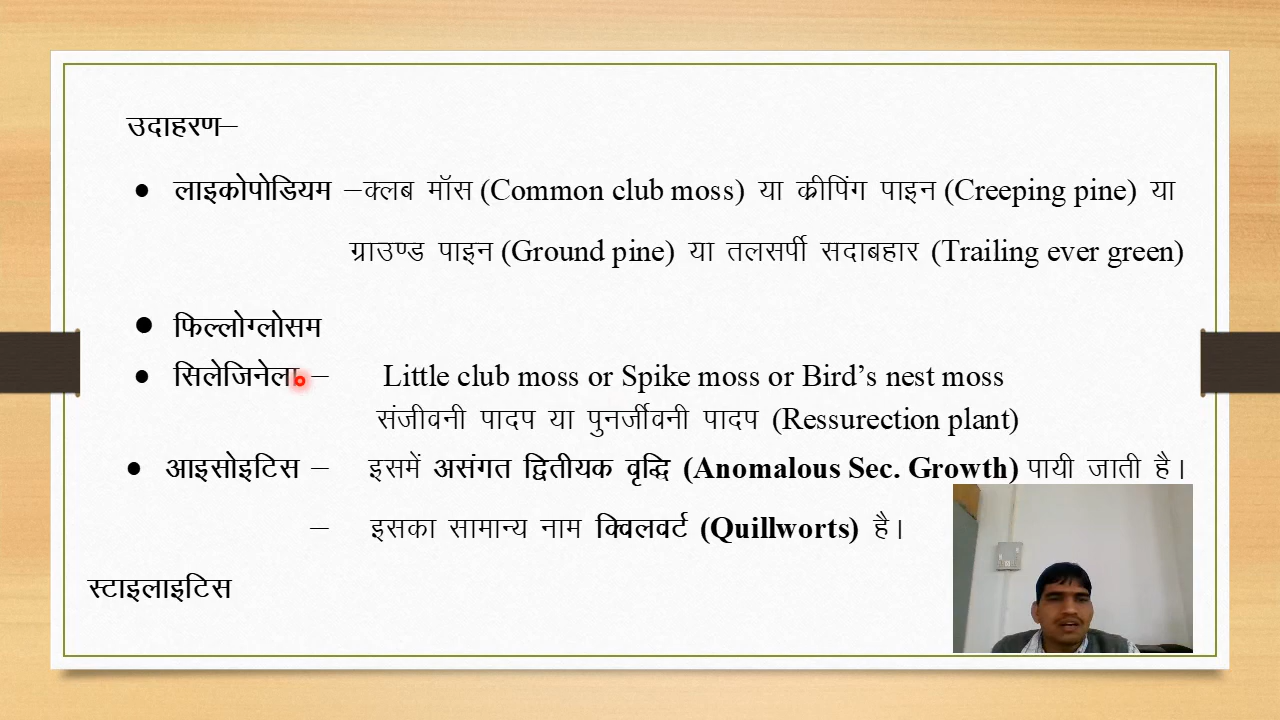 उदाहरण–
● लाइकोपोडियम –क्लब मॉस (Common club moss) या क्रीपिंग पाइन (Creeping pine) या
ग्राउण्ड पाइन (Ground pine) या तलसर्पी सदाबहार (Trailing ever green)
● फिल्लोग्लोसम
● सिलेजिनेला – Little club moss or Spike moss or Bird’s nest moss
संजीवनी पादप या पुनर्जीवनी पादप (Ressurection plant)
● आइसोइटिस – इसमें असंगत द्वितीयक वृद्धि (Anomalous Sec. Growth) पायी जाती है।
– इसका सामान्य नाम क्विलवर्ट (Quillworts) है।
स्टाइलाइटिस